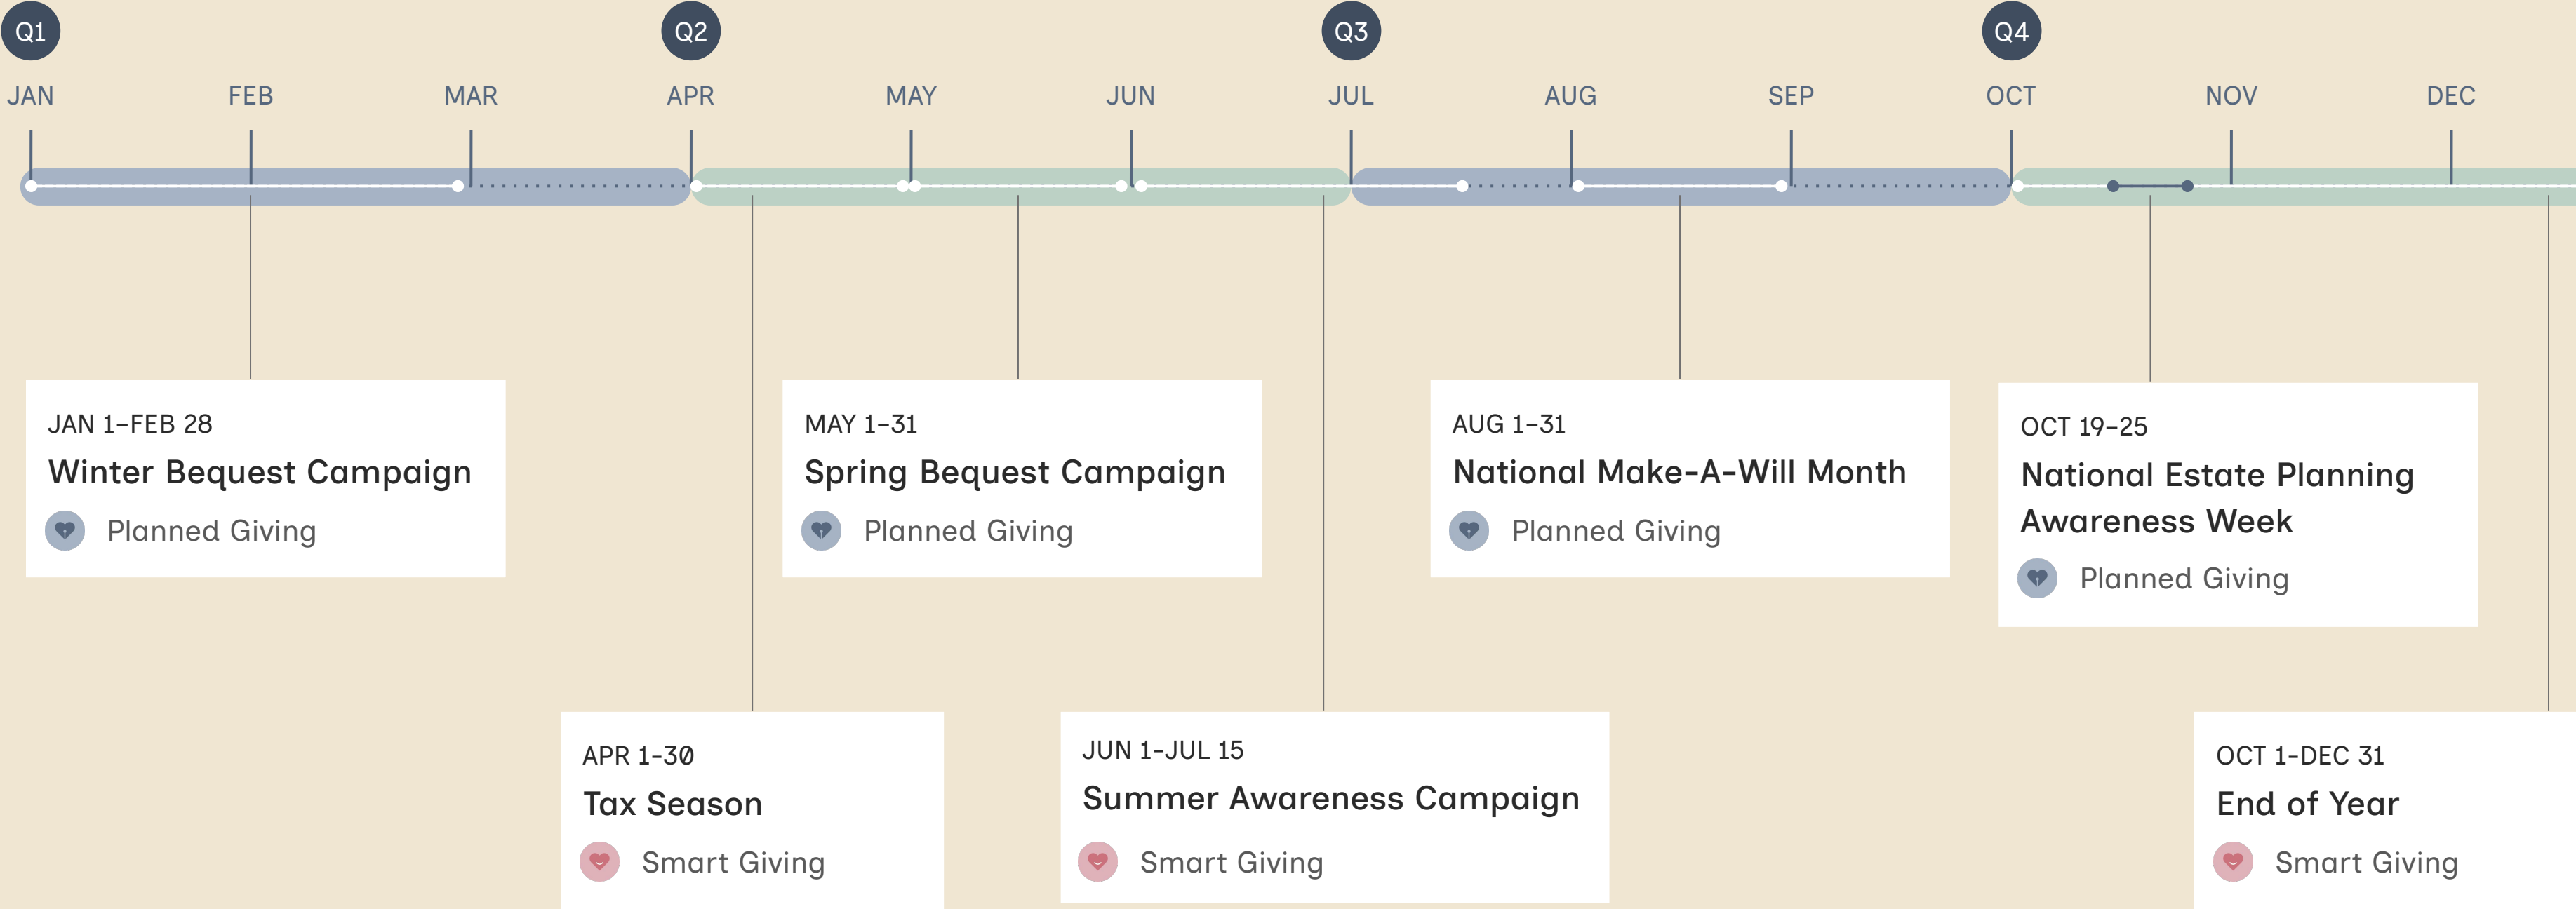 Q1
Q2
Q3
Q4
JAN
FEB
MAR
APR
MAY
JUN
JUL
AUG
SEP
OCT
NOV
DEC
JAN 1–FEB 28
Winter Bequest Campaign
Planned Giving
MAY 1–31
Spring Bequest Campaign
Planned Giving
AUG 1–31
National Make-A-Will Month
Planned Giving
OCT 19–25
National Estate Planning
Awareness Week
Planned Giving
APR 1-30
Tax Season
Smart Giving
JUN 1–JUL 15
Summer Awareness Campaign
Smart Giving
OCT 1–DEC 31
End of Year
Smart Giving